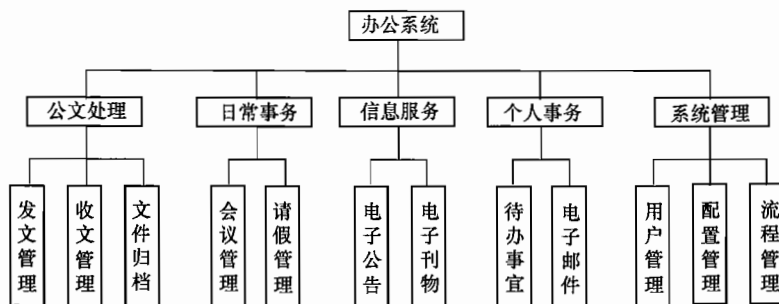 办公系统
公文处理
日常事务
信息服务
个人事务
系统管理
发文管理
收文管理
文件归档
会议管理
请假管理
电子公告
电子刊物
待办事宜
电子邮件
用户管理
配置管理
流程管理